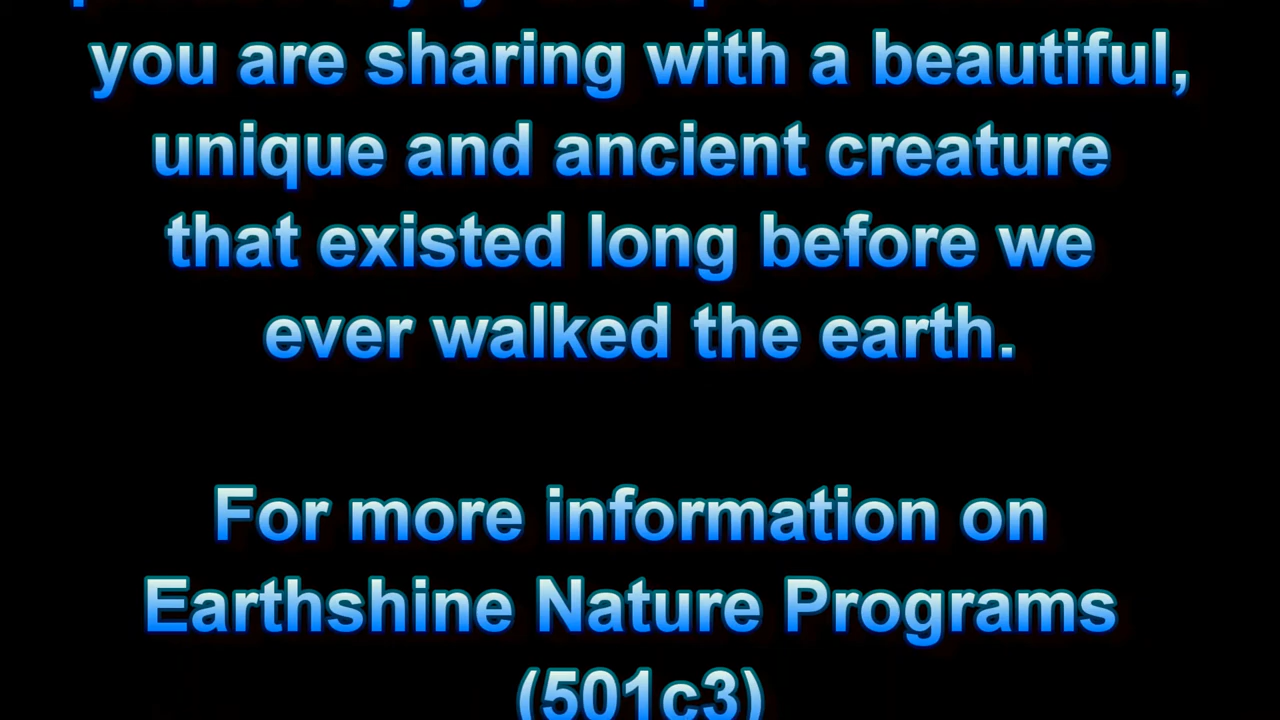 you are sharing with a beautiful,
unique and ancient creature
that existed long before we
ever walked the earth.
For more information on
Earthshine Nature Programs
(501c3)